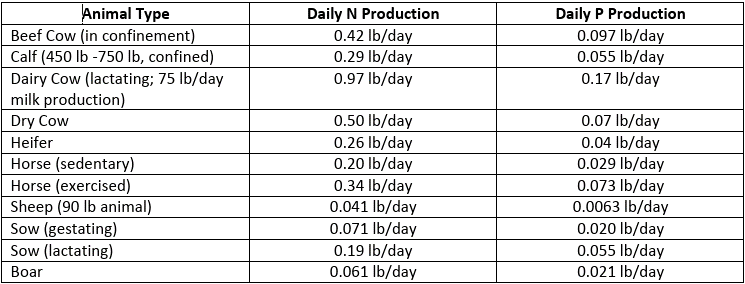 Animal Type Daily N Production Daily P Production
Beef Cow (in confinement) 0.42 lb/day 0.097 lb/day
Calf (450 lb -750 lb, confined) 0.29 lb/day 0.055 lb/day
Dairy Cow (lactating; 75 lb/day 0.97 lb/day 0.17 lb/day
milk production)
Dry Cow 0.50 lb/day 0.07 lb/day
Heifer 0.26 lb/day 0.04 lb/day
Horse (sedentary) 0.20 lb/day 0.029 lb/day
Horse (exercised) 0.34 lb/day 0.073 lb/day
Sheep (90 lb animal) 0.041 lb/day 0.0063 lb/day
Sow (gestating) 0.071 lb/day 0.020 lb/day
Sow (lactating) 0.19 lb/day 0.055 lb/day
Boar 0.061 lb/day 0.021 lb/day